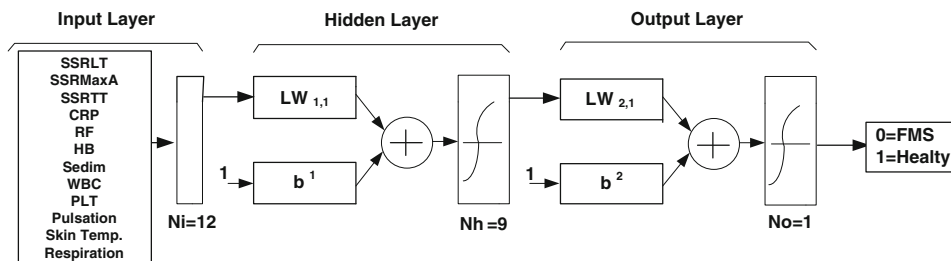 Input Layer
Hidden Layer
Output Layer
SSRLT
SSRMaxA
SSRTT
CRP
RF
HB
Sedim
WBC
PLT
Pulsation
Skin Temp.
Respiration
Ni=12
LW 1,1
1
b 1
+
Nh =9
LW 2,1
1
b 2
+
No=1
0=FMS
1=Healty